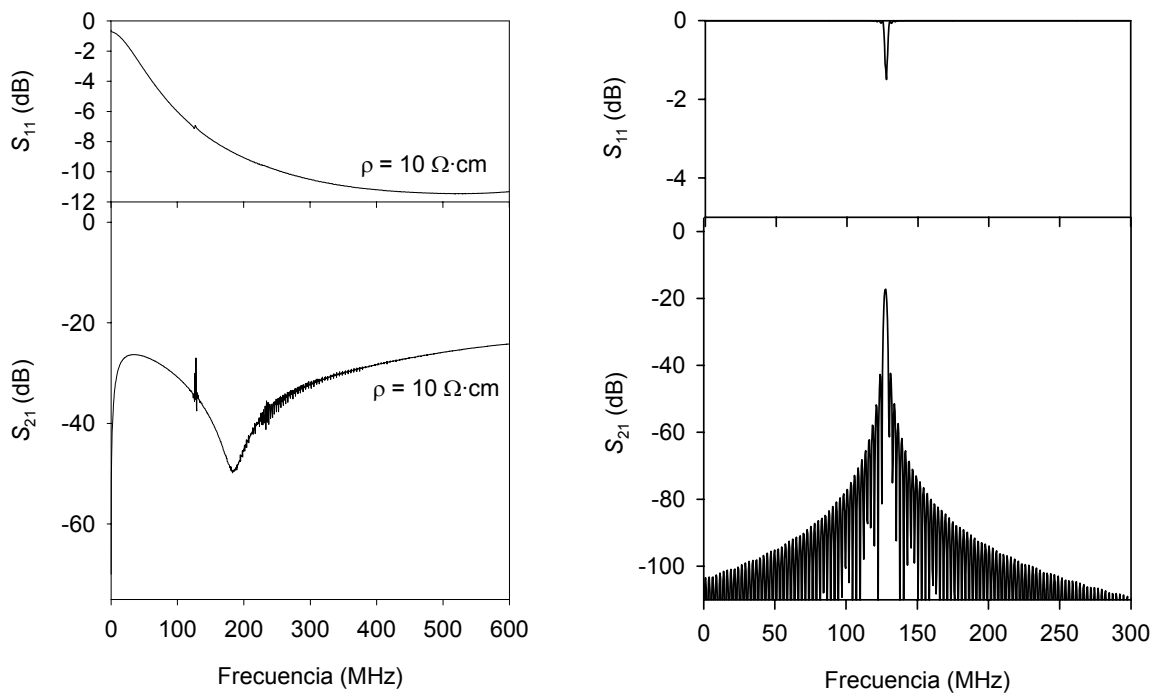 0
-2
-4
-6
-8
-10
-12
S11 (dB)
ρ = 10 Ω·cm
0
-20
-40
-60
S21 (dB)
ρ = 10 Ω·cm
0 100 200 300 400 500 600
Frecuencia (MHz)
0
-2
-4
S11 (dB)
0
-20
-40
-60
-80
-100
S21 (dB)
0 50 100 150 200 250 300
Frecuencia (MHz)